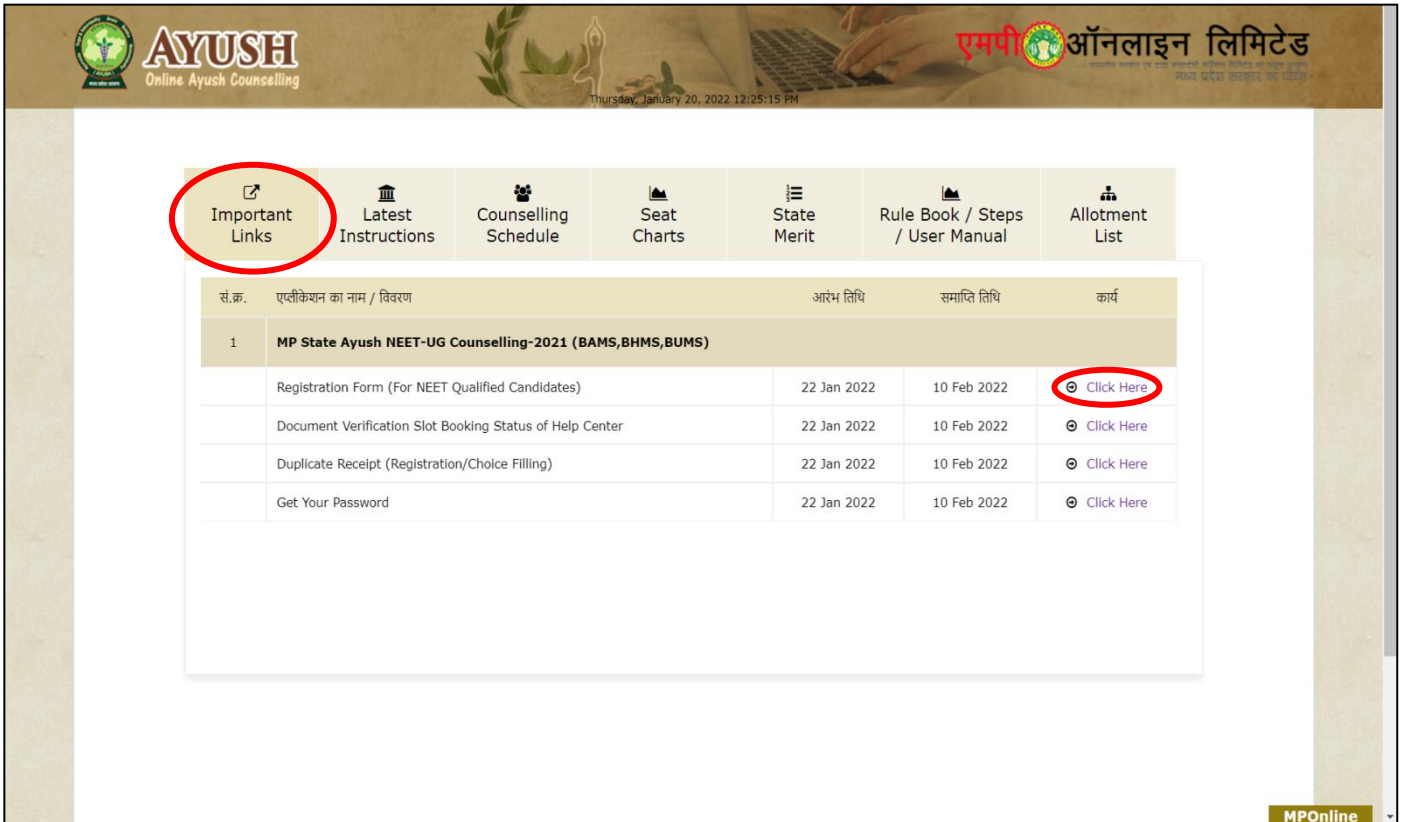 AYUSH
Online Ayush Counselling
एमपी ऑनलाइन लिमिटेड
Thursday, January 20, 2022 12:25:15 PM
Important Links
Latest Instructions
Counselling Schedule
Seat Charts
State Merit
Rule Book / Steps / User Manual
Allotment List
सं.क्र. एप्लीकेशन का नाम / विवरण आरंभ तिथि समाप्ति तिथि कार्य
1 MP State Ayush NEET-UG Counselling-2021 (BAMS,BHMS,BUMS)
Registration Form (For NEET Qualified Candidates) 22 Jan 2022 10 Feb 2022 Click Here
Document Verification Slot Booking Status of Help Center 22 Jan 2022 10 Feb 2022 Click Here
Duplicate Receipt (Registration/Choice Filling) 22 Jan 2022 10 Feb 2022 Click Here
Get Your Password 22 Jan 2022 10 Feb 2022 Click Here
MPOnline